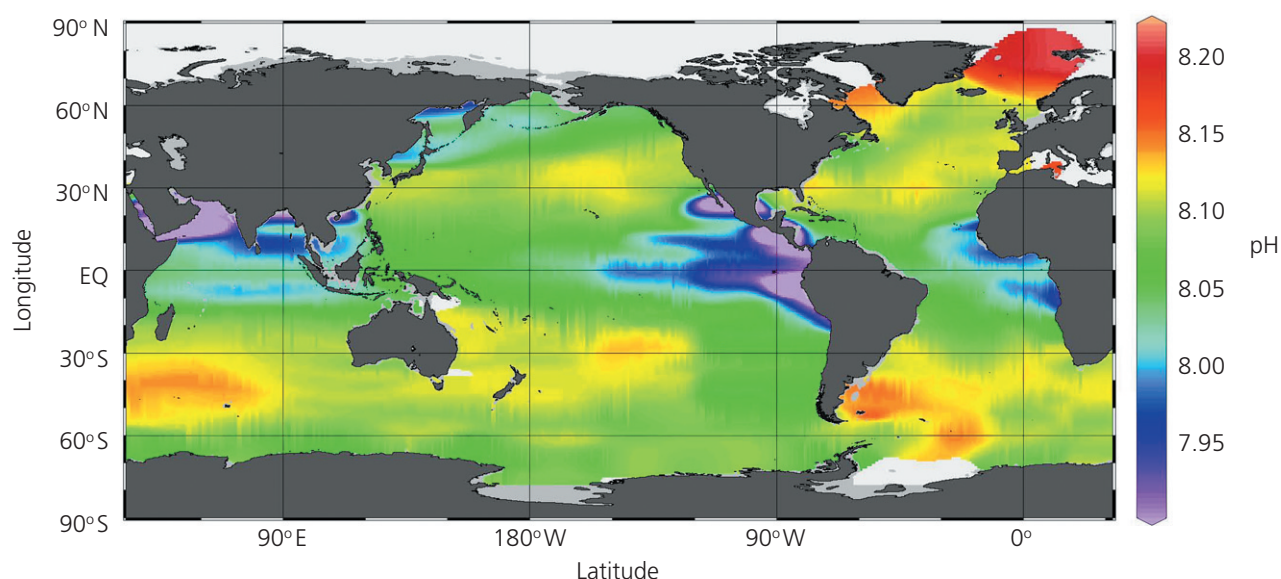 90° N
60° N
30° N
EQ
30° S
60° S
90° S
Longitude
90° E
180° W
90° W
0°
Latitude
8.20
8.15
8.10
8.05
8.00
7.95
pH